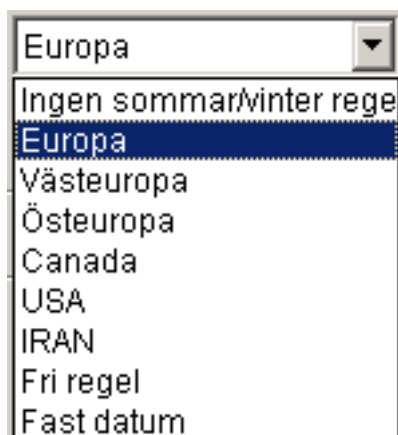 Europa
Ingen sommar/vinter rege
Europa
Västeuropa
Östeuropa
Canada
USA
IRAN
Fri regel
Fast datum